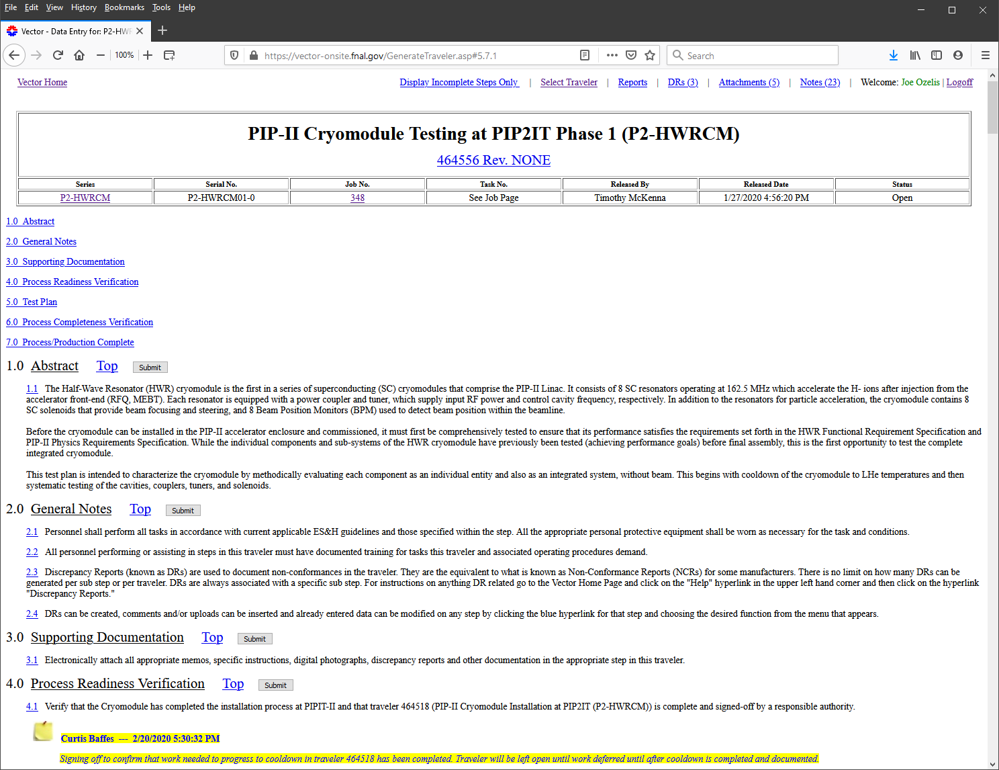 File Edit View History Bookmarks Tools Help
Vector - Data Entry for: P2-HWR
100%
https://vector-onsite.fnal.gov/GenerateTraveler.asp#5.7.1
Search
Vector Home
Display Incomplete Steps Only | Select Traveler | Reports | DRs (3) | Attachments (5) | Notes (23) | Welcome: Joe Ozelis | Logoff
PIP-II Cryomodule Testing at PIP2IT Phase 1 (P2-HWRCM)
464556 Rev. NONE
Series Serial No. Job No. Task No. Released By Released Date Status
P2-HWRCM P2-HWRCM01-0 348 See Job Page Timothy McKenna 1/27/2020 4:56:20 PM Open
1.0 Abstract
2.0 General Notes
3.0 Supporting Documentation
4.0 Process Readiness Verification
5.0 Test Plan
6.0 Process Completeness Verification
7.0 Process/Production Complete
1.0 Abstract Top Submit
1.1 The Half-Wave Resonator (HWR) cryomodule is the first in a series of superconducting (SC) cryomodules that comprise the PIP-II Linac. It consists of 8 SC resonators operating at 162.5 MHz which accelerate the H- ions after injection from the
accelerator front-end (RFQ, MEBT). Each resonator is equipped with a power coupler and tuner, which supply input RF power and control cavity frequency, respectively. In addition to the resonators for particle acceleration, the cryomodule contains 8
SC solenoids that provide beam focusing and steering, and 8 Beam Position Monitors (BPM) used to detect beam position within the beamline.
Before the cryomodule can be installed in the PIP-II accelerator enclosure and commissioned, it must first be comprehensively tested to ensure that its performance satisfies the requirements set forth in the HWR Functional Requirement Specification and
PIP-II Physics Requirements Specification. While the individual components and sub-systems of the HWR cryomodule have previously been tested (achieving performance goals) before final assembly, this is the first opportunity to test the complete
integrated cryomodule.
This test plan is intended to characterize the cryomodule by methodically evaluating each component as an individual entity and also as an integrated system, without beam. This begins with cooldown of the cryomodule to LHe temperatures and then
systematic testing of the cavities, couplers, tuners, and solenoids.
2.0 General Notes Top Submit
2.1 Personnel shall perform all tasks in accordance with current applicable ES&H guidelines and those specified within the step. All the appropriate personal protective equipment shall be worn as necessary for the task and conditions.
2.2 All personnel performing or assisting in steps in this traveler must have documented training for tasks this traveler and associated operating procedures demand.
2.3 Discrepancy Reports (known as DRs) are used to document non-conformances in the traveler. They are the equivalent to what is known as Non-Conformance Reports (NCRs) for some manufacturers. There is no limit on how many DRs can be
generated per sub step or per traveler. DRs are always associated with a specific sub step. For instructions on anything DR related go to the Vector Home Page and click on the "Help" hyperlink in the upper left hand corner and then click on the hyperlink
"Discrepancy Reports."
2.4 DRs can be created, comments and/or uploads can be inserted and already entered data can be modified on any step by clicking the blue hyperlink for that step and choosing the desired function from the menu that appears.
3.0 Supporting Documentation Top Submit
3.1 Electronically attach all appropriate memos, specific instructions, digital photographs, discrepancy reports and other documentation in the appropriate step in this traveler.
4.0 Process Readiness Verification Top Submit
4.1 Verify that the Cryomodule has completed the installation process at PIPIT-II and that traveler 464518 (PIP-II Cryomodule Installation at PIP2IT (P2-HWRCM)) is complete and signed-off by a responsible authority.
Curtis Baffes --- 2/20/2020 5:30:32 PM
Signing off to confirm that work needed to progress to cooldown in traveler 464518 has been completed. Traveler will be left open until work deferred until after cooldown is completed and documented.